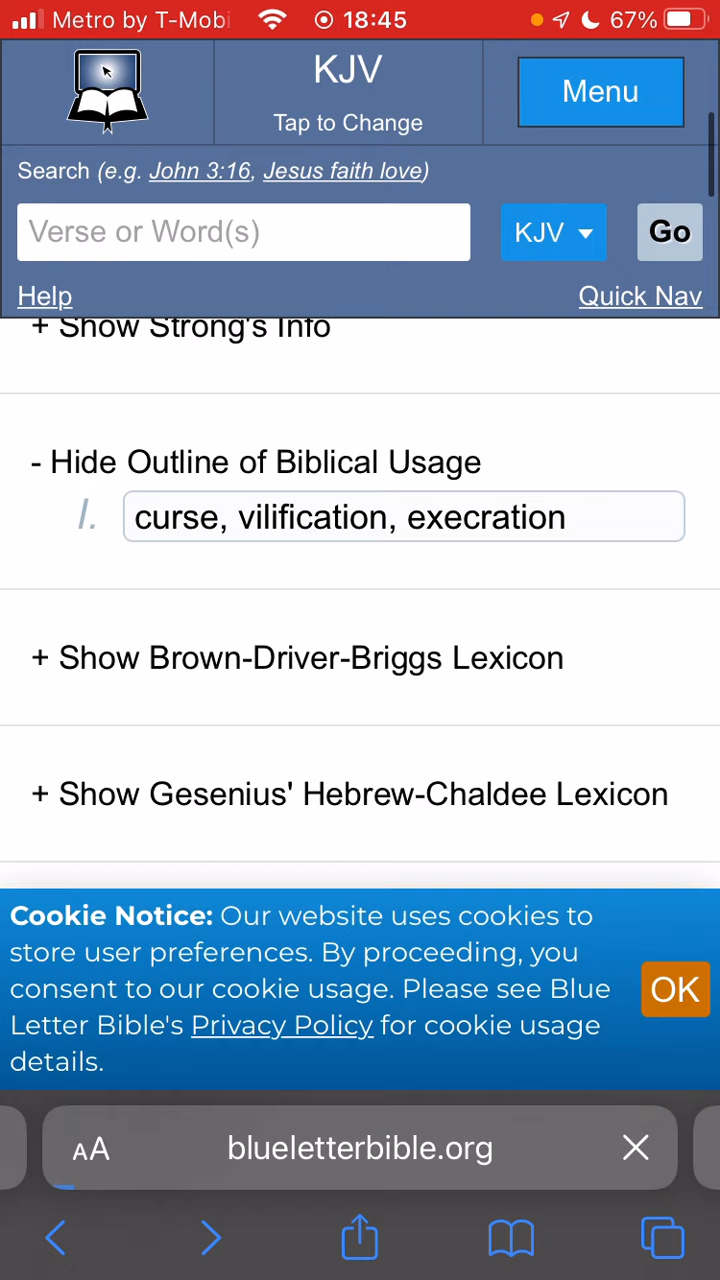 Metro by T-Mobi 18:45 67%
KJV
Tap to Change
Menu
Search (e.g. John 3:16, Jesus faith love)
Verse or Word(s) KJV Go
Help Quick Nav
+ Show Strong's Info
- Hide Outline of Biblical Usage
I. curse, vilification, execration
+ Show Brown-Driver-Briggs Lexicon
+ Show Gesenius' Hebrew-Chaldee Lexicon
Cookie Notice: Our website uses cookies to
store user preferences. By proceeding, you
consent to our cookie usage. Please see Blue
Letter Bible's Privacy Policy for cookie usage
details.
OK
AA blueletterbible.org